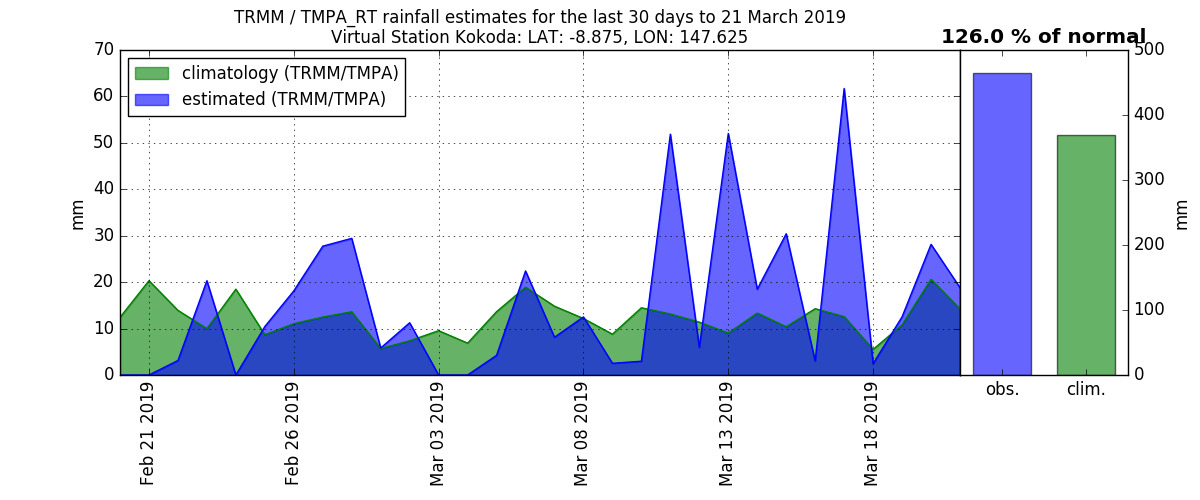 TRMM / TMPA_RT rainfall estimates for the last 30 days to 21 March 2019
Virtual Station Kokoda: LAT: -8.875, LON: 147.625
126.0 % of normal
climatology (TRMM/TMPA)
estimated (TRMM/TMPA)
mm
70
60
50
40
30
20
10
0
Feb 21 2019
Feb 26 2019
Mar 03 2019
Mar 08 2019
Mar 13 2019
Mar 18 2019
obs.
clim.
500
400
300
200
100
0
mm